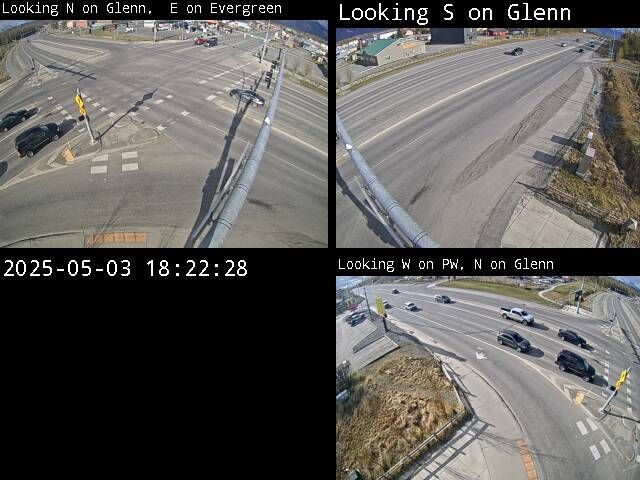 Looking N on Glenn,  E on Evergreen
Looking S on Glenn
2025-05-03 18:22:28
Looking W on PW, N on Glenn